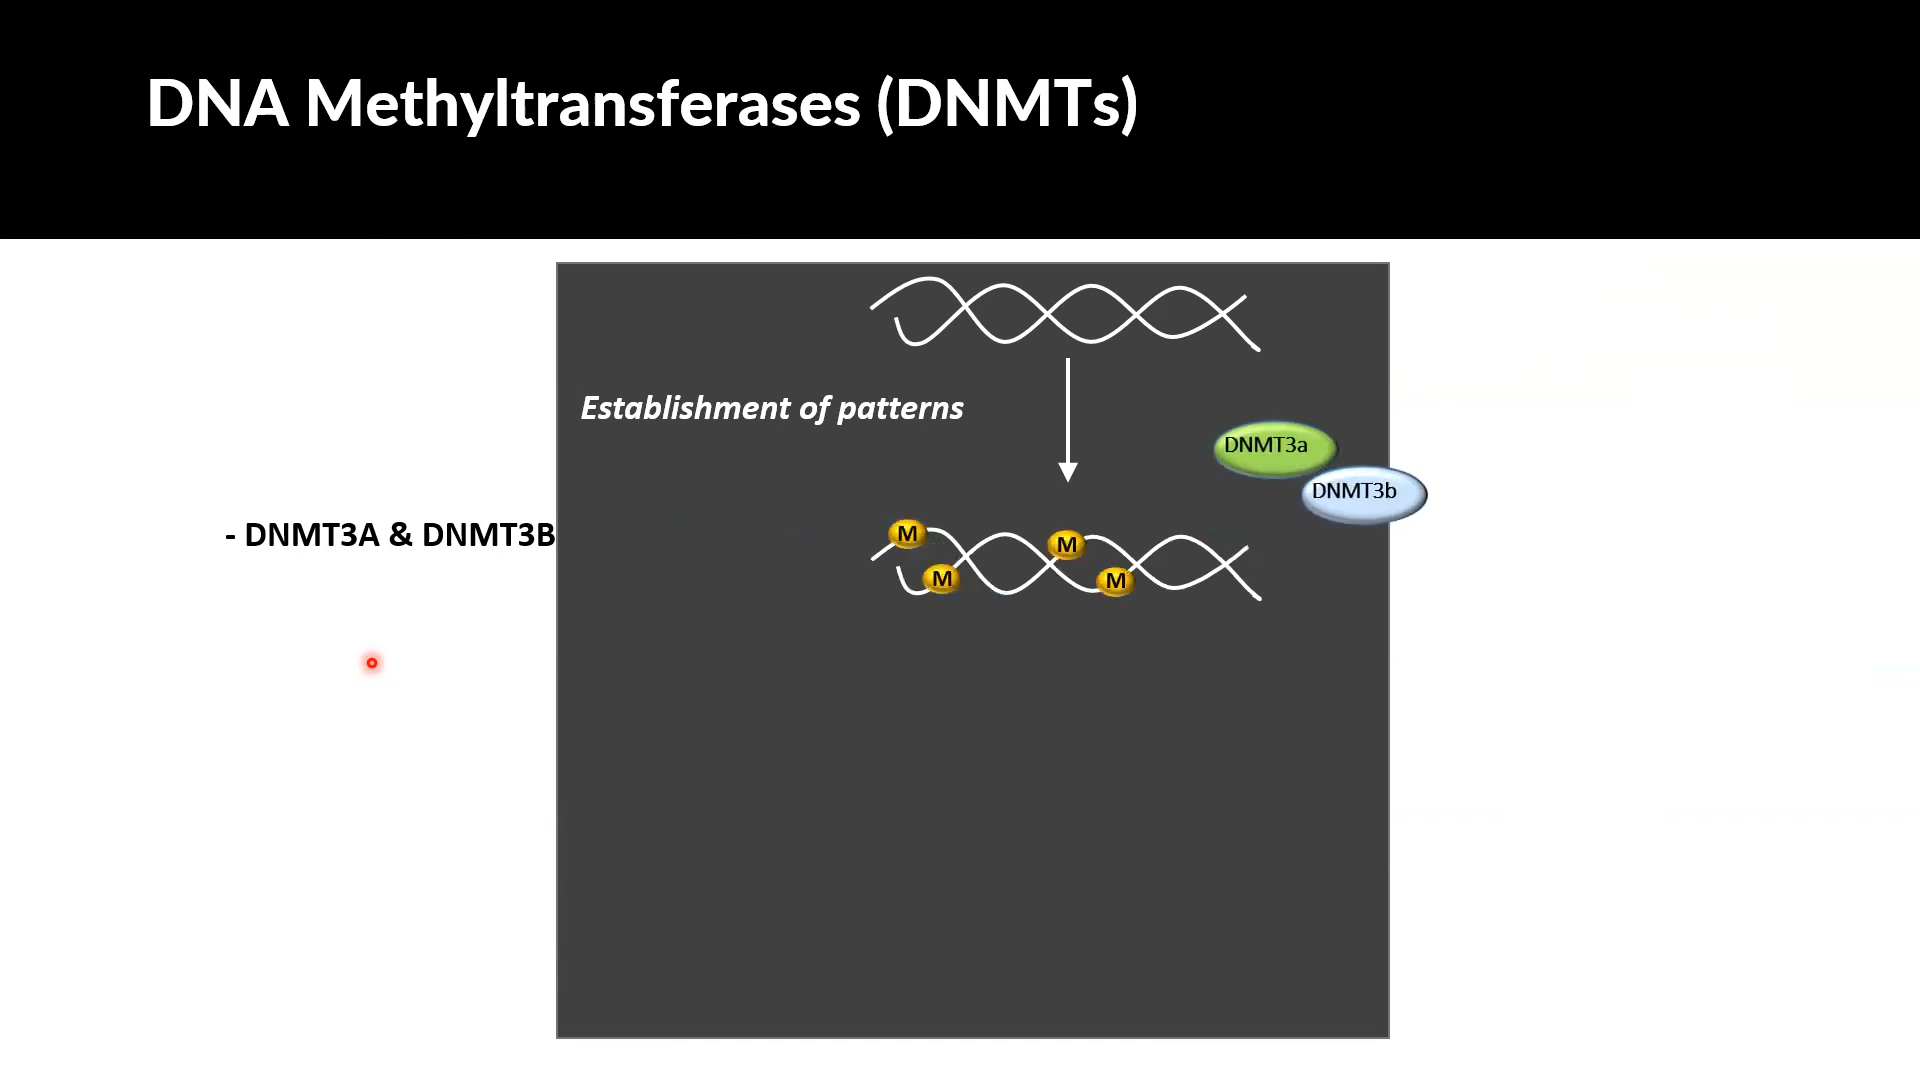 DNA Methyltransferases (DNMTs)
Establishment of patterns
DNMT3a
DNMT3b
- DNMT3A & DNMT3B
M
M
M
M